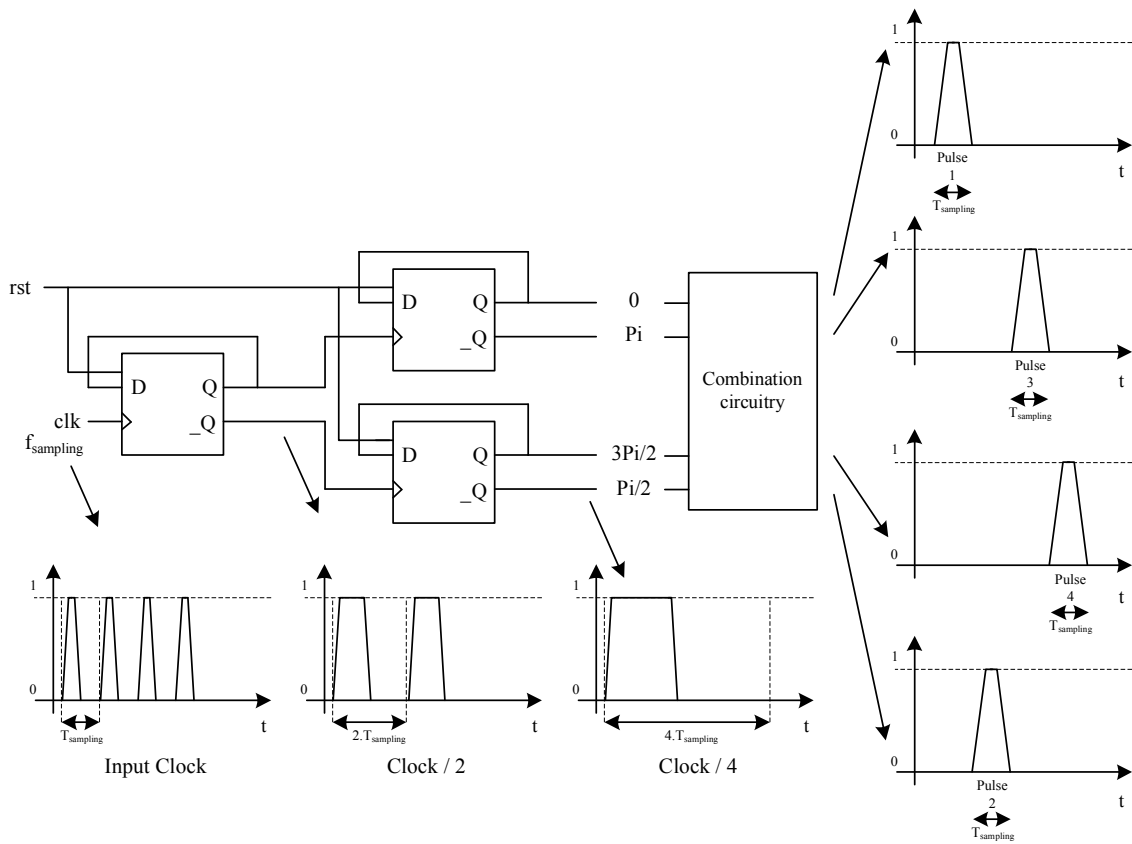 1
0
Pulse
1
T sampling
t
1
0
Pulse
3
T sampling
t
rst
D Q
_Q
0
Pi
D Q
_Q
clk
f sampling
D Q
_Q
3Pi/2
Pi/2
Combination
circuitry
1
0
Pulse
4
T sampling
t
1
0
T sampling
t
Input Clock
1
0
2.T sampling
t
Clock / 2
1
0
4.T sampling
t
Clock / 4
1
0
Pulse
2
T sampling
t